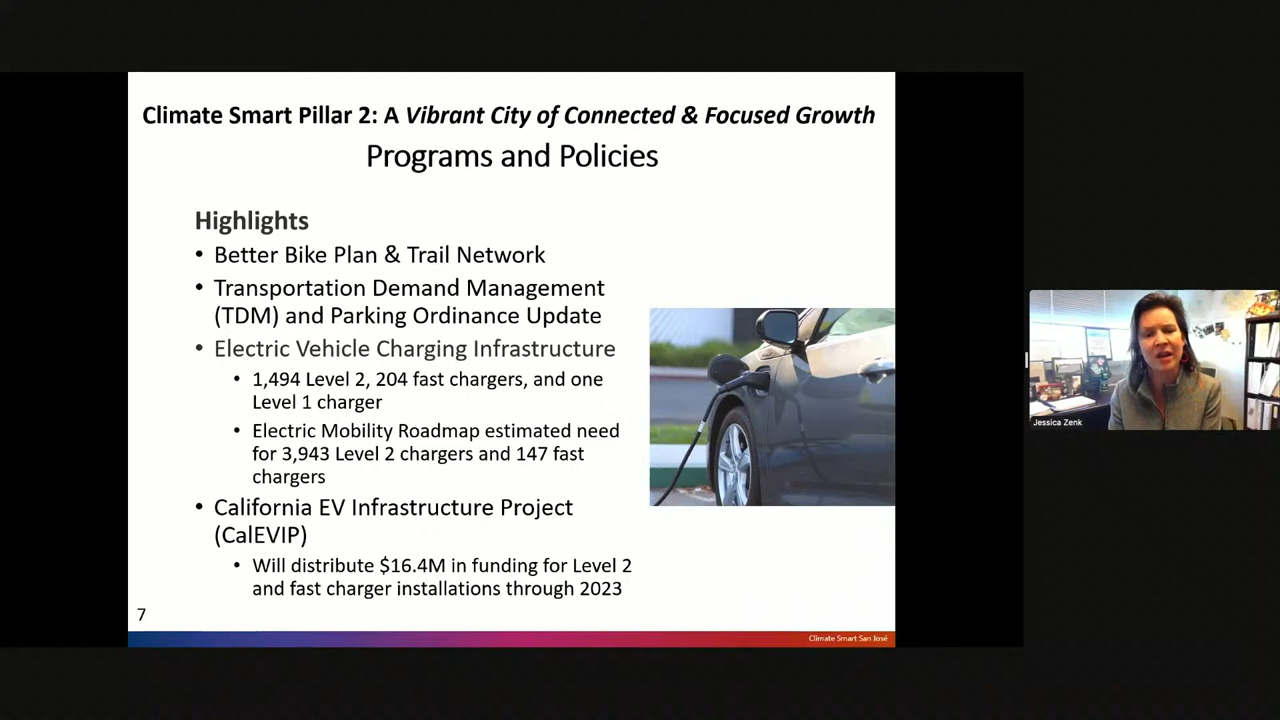 Climate Smart Pillar 2: A Vibrant City of Connected & Focused Growth
Programs and Policies
Highlights
• Better Bike Plan & Trail Network
• Transportation Demand Management
(TDM) and Parking Ordinance Update
• Electric Vehicle Charging Infrastructure
• 1,494 Level 2, 204 fast chargers, and one
Level 1 charger
• Electric Mobility Roadmap estimated need
for 3,943 Level 2 chargers and 147 fast
chargers
• California EV Infrastructure Project
(CalEVIP)
• Will distribute $16.4M in funding for Level 2
and fast charger installations through 2023
7
Climate Smart San José
Jessica Zenk